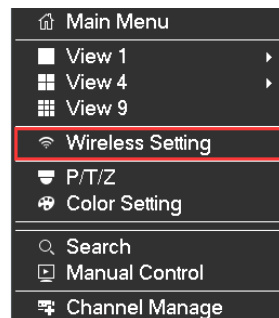 Main Menu
View 1
View 4
View 9
Wireless Setting
P/T/Z
Color Setting
Search
Manual Control
Channel Manage